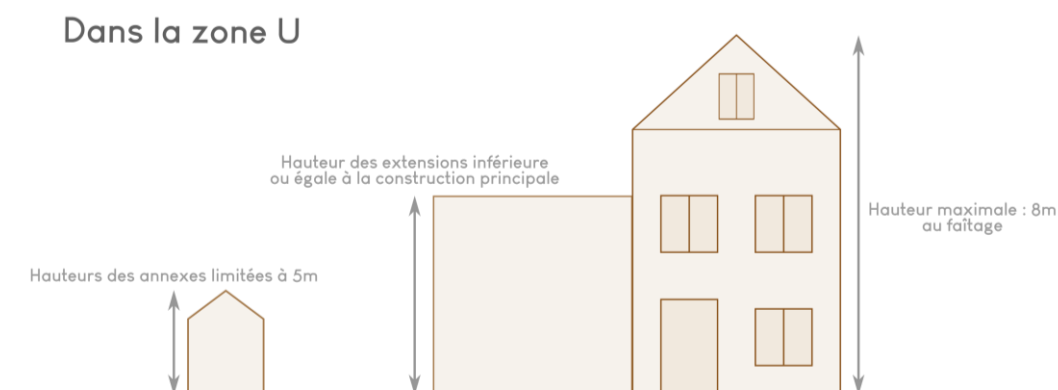 Dans la zone U
Hauteur des extensions inférieure
ou égale à la construction principale
Hauteur maximale : 8m
au faîtage
Hauteurs des annexes limitées à 5m